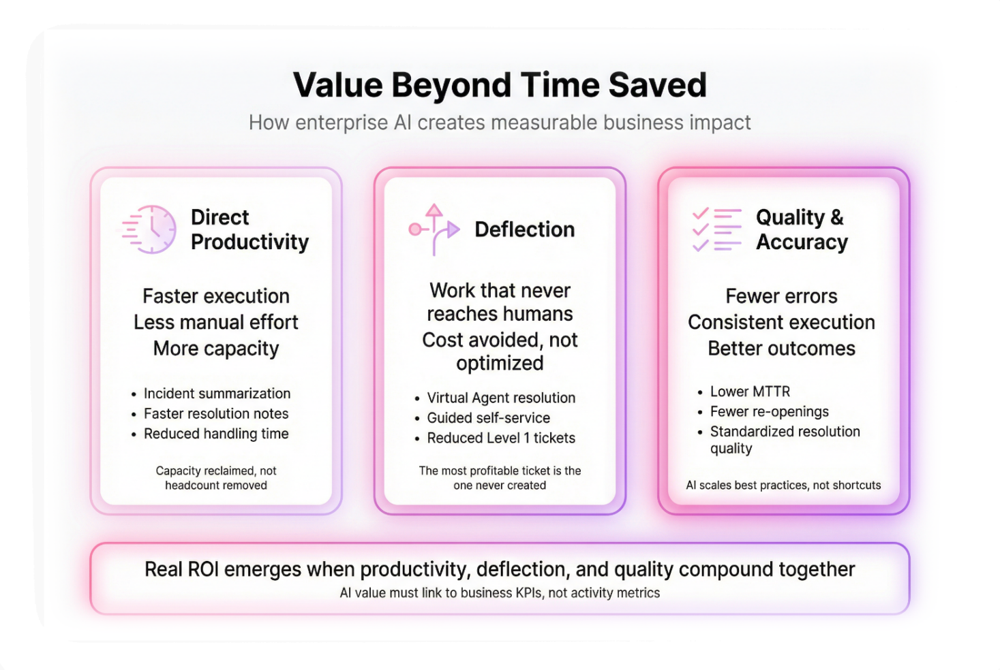 Value Beyond Time Saved
How enterprise AI creates measurable business impact
Direct
Productivity
Faster execution
Less manual effort
More capacity
• Incident summarization
• Faster resolution notes
• Reduced handling time
Capacity reclaimed, not
headcount removed
Deflection
Work that never
reaches humans
Cost avoided, not
optimized
• Virtual Agent resolution
• Guided self-service
• Reduced Level 1 tickets
The most profitable ticket is the
one never created
Quality &
Accuracy
Fewer errors
Consistent execution
Better outcomes
• Lower MTTR
• Fewer re-openings
• Standardized resolution
quality
AI scales best practices, not shortcuts
Real ROI emerges when productivity, deflection, and quality compound together
AI value must link to business KPIs, not activity metrics